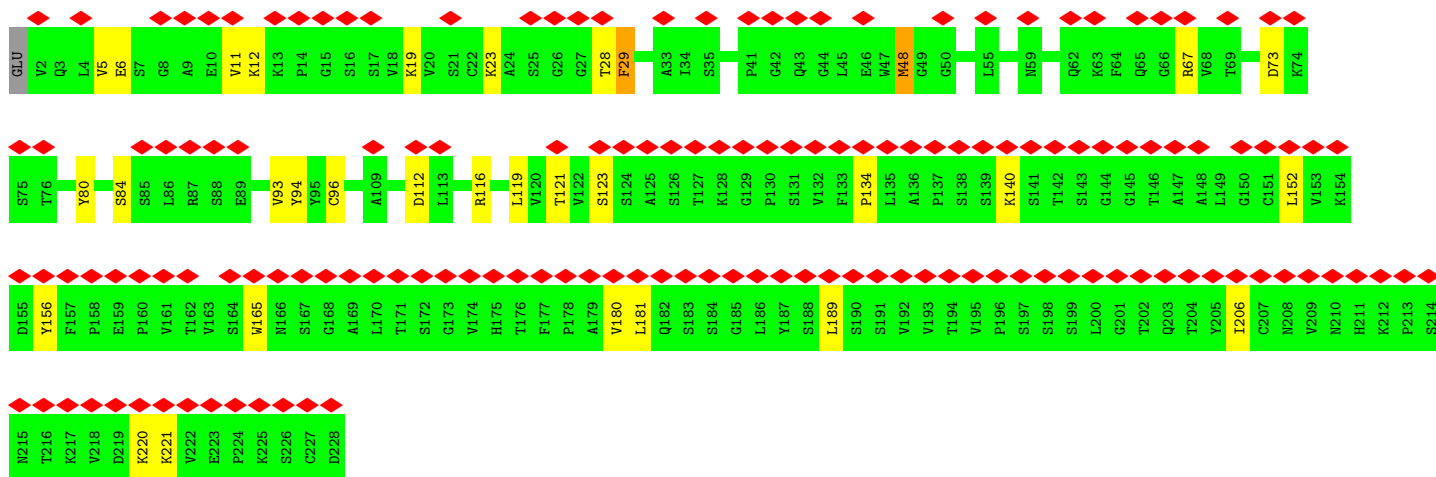 GLU V2 Q3 L4 V5 E6 S7 G8 A9 E10 V11 K12 K13 P14 G15 S16 S17 V18 K19 V20 S21 C22 K23 A24 S25 G26 G27 T28 F29 A33 I34 S35 P41 G42 Q43 G44 L45 E46 W47 M48 G49 G50 L55 N59 Q62 K63 F64 Q65 G66 R67 V68 T69 D73 K74
S75 T76 Y80 S84 S85 L86 R87 S88 E89 V93 Y94 Y95 C96 A109 D112 L113 R116 L119 V120 T121 V122 S123 S124 A125 S126 T127 K128 G129 P130 S131 V132 F133 P134 L135 A136 P137 S138 S139 K140 S141 T142 S143 G144 G145 T146 A147 A148 L149 G150 C151 L152 V153 K154
D155 Y156 F157 P158 E159 P160 V161 T162 V163 S164 W165 N166 S167 G168 A169 L170 T171 S172 G173 V174 H175 T176 F177 P178 A179 V180 L181 Q182 S183 S184 G185 L186 Y187 S188 L189 S190 S191 V192 V193 T194 V195 P196 S197 S198 S199 L200 G201 T202 Q203 T204 Y205 I206 C207 N208 V209 N210 H211 K212 P213 S214
N215 T216 K217 V218 D219 K220 K221 V222 E223 P224 K225 S226 C227 D228